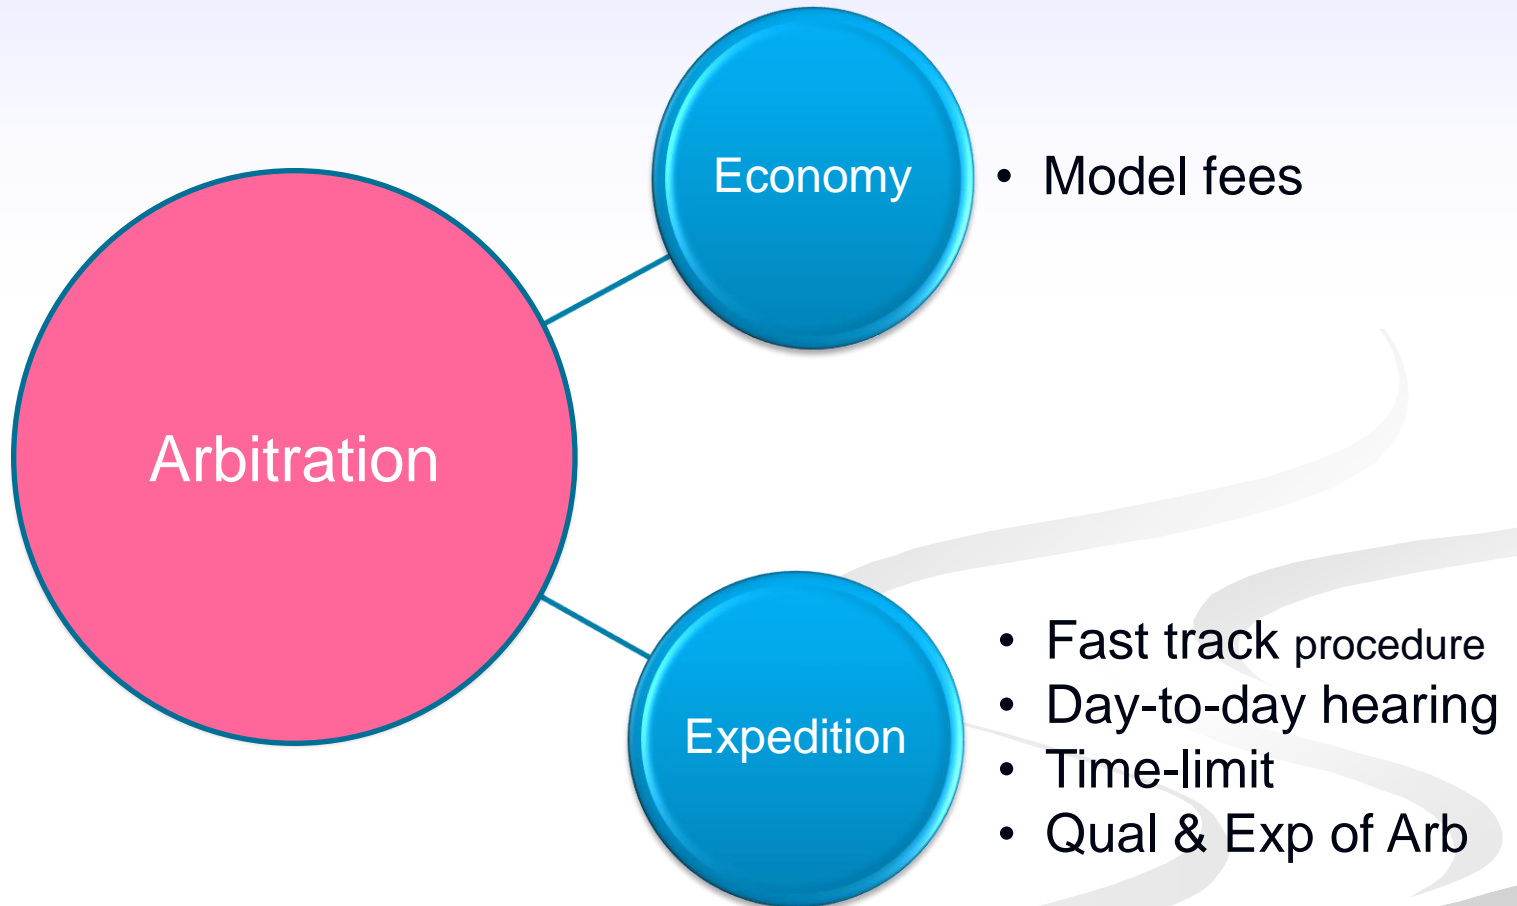 Arbitration
Economy
• Model fees
Expedition
• Fast track procedure
• Day-to-day hearing
• Time-limit
• Qual & Exp of Arb